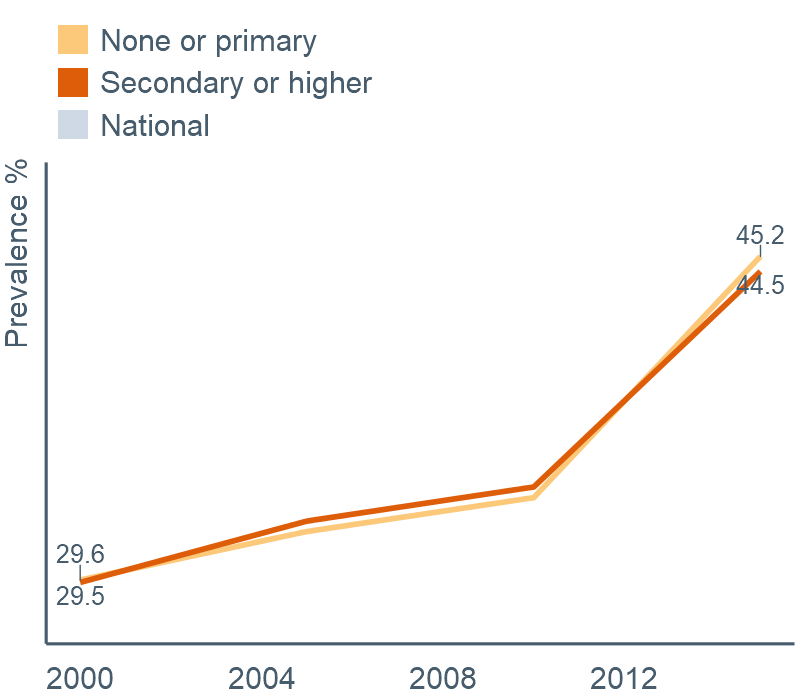 None or primary
Secondary or higher
National
Prevalence %
45.2
44.5
29.6
29.5
2000 2004 2008 2012